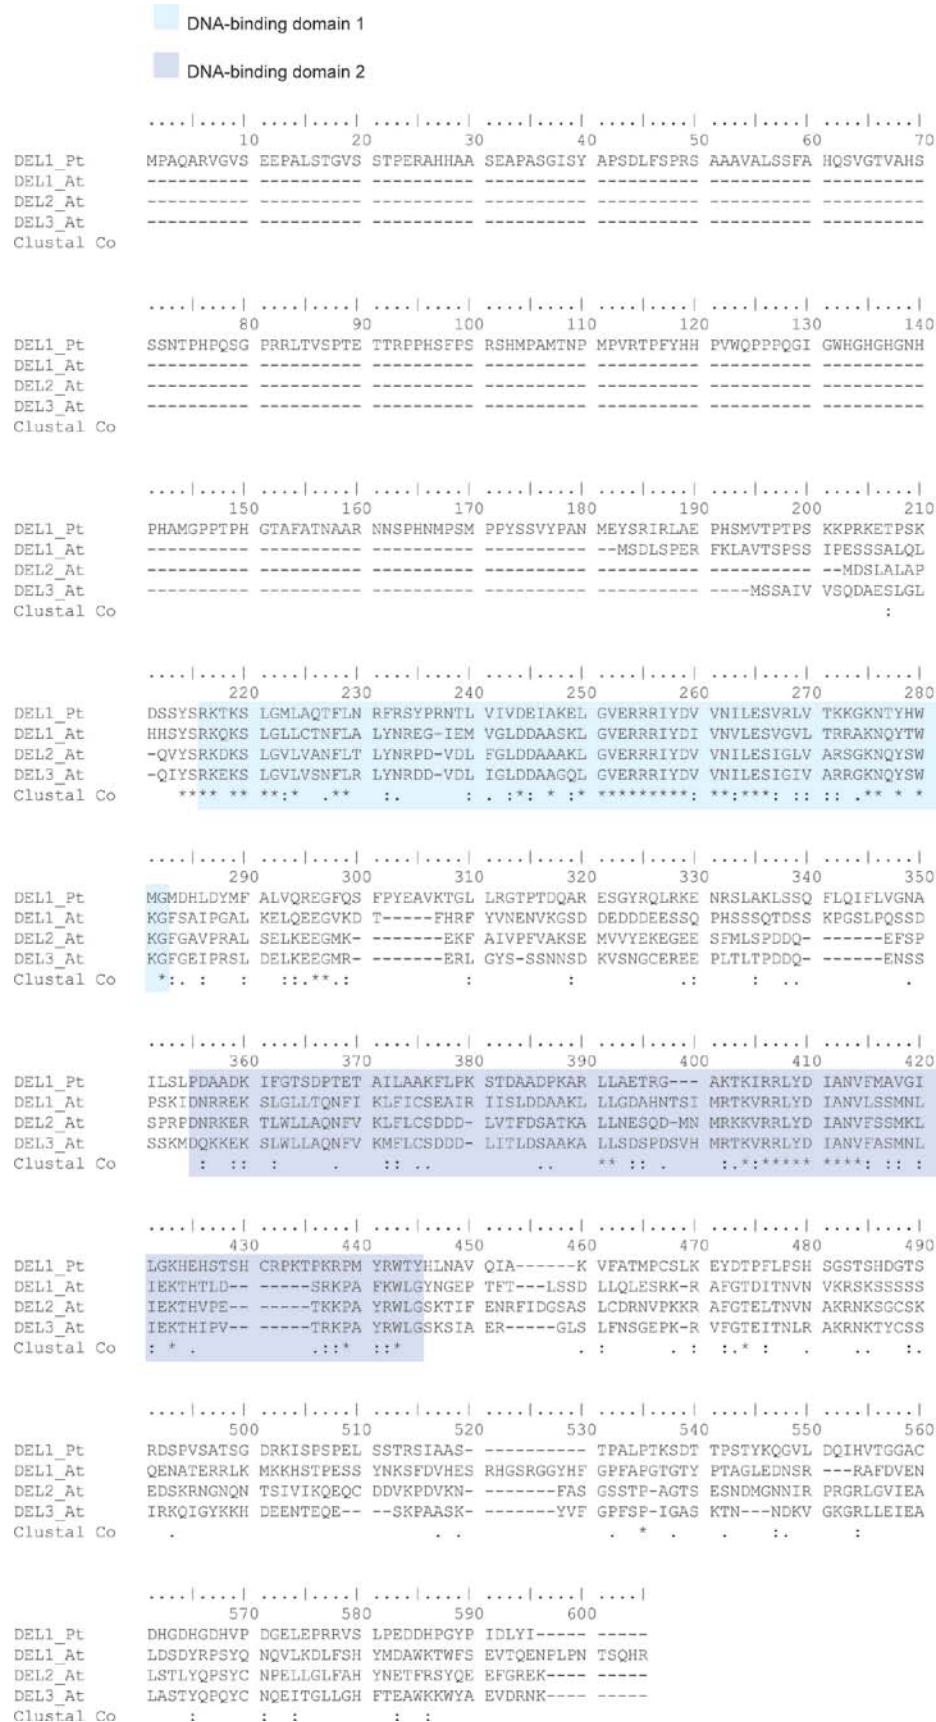 DNA-binding domain 1
DNA-binding domain 2
....|....| ....|....| ....|....| ....|....| ....|....| ....|....| ....|....|
10 20 30 40 50 60 70
DEL1_Pt MPAQARVGVS EEPALSTGVS STPERAHHAA SEAPASGISY APSDLFSPRS AAAVALSSFA HQSVGTVAHS
DEL1_At ---------- ---------- ---------- ---------- ---------- ---------- ----------
DEL2_At ---------- ---------- ---------- ---------- ---------- ---------- ----------
DEL3_At ---------- ---------- ---------- ---------- ---------- ---------- ----------
Clustal Co
....|....| ....|....| ....|....| ....|....| ....|....| ....|....| ....|....|
80 90 100 110 120 130 140
DEL1_Pt SSNTPHPQSG PRRLTVSPTE TTRPPHSFPS RSHMPAMTNP MPVRTPFYHH PVWQPPPQGI GWHGHGHGNH
DEL1_At ---------- ---------- ---------- ---------- ---------- ---------- ----------
DEL2_At ---------- ---------- ---------- ---------- ---------- ---------- ----------
DEL3_At ---------- ---------- ---------- ---------- ---------- ---------- ----------
Clustal Co
....|....| ....|....| ....|....| ....|....| ....|....| ....|....| ....|....|
150 160 170 180 190 200 210
DEL1_Pt PHAMGPPTPH GTAFATNAAR NNSPHNMPSM PPYSSVYPAN MEYSRIRLAE PHSMVTPTPS KKPRKETPSK
DEL1_At ---------- ---------- ---------- ---------- --MSDLSPER FKLAVTSPSS IPESSSALQL
DEL2_At ---------- ---------- ---------- ---------- ---------- ---------- ---MDSLALAP
DEL3_At ---------- ---------- ---------- ---------- ---------- ----MSSAIV VSQDAESLGL
Clustal Co :
....|....| ....|....| ....|....| ....|....| ....|....| ....|....| ....|....|
220 230 240 250 260 270 280
DEL1_Pt DSSYSRKTKS LGMLAQTFLN RFRSYPRNTL VIVDEIAKEL GVERRRIYDV VNILESVRLV TKKGKNTYHW
DEL1_At HHSYSRKQKS LGLLCTNFLA LYNREG-IEM VGLDDAASKL GVERRRIYDI VNVLESVGVL TRRAKNQYTW
DEL2_At -QVYSRKDKS LGVLVANFLT LYNRPD-VDL FGLDDAAAKL GVERRRIYDV VNILESIGLV ARSGKNQYSW
DEL3_At -QIYSRKEKS LGVLVSNFLR LYNRDD-VDL IGLDDAAGQL GVERRRIYDV VNILESIGIV ARRGKNQYSW
Clustal Co *** ** **:* .** :. : . :**: * :* ********: **:***: :: :: .** * *
....|....| ....|....| ....|....| ....|....| ....|....| ....|....| ....|....|
290 300 310 320 330 340 350
DEL1_Pt MGMDHLDYMF ALVQREGFQS FPYEAVKTGL LRGTPTDQAR ESGYRQLRKE NRSLAKLSSQ FLQIFLVGNA
DEL1_At KGFSAIPGAL KELQEEGVKD T-----FHRF YVNENVKGSD DEDDDEESSQ PHSSSQTDSS KPGSLPQSSD
DEL2_At KGFGAVPRAL SELKEEGMK- ------EKF AIVPFVAKSE MVVYEKEGEE SFMLSPDDQ- ------EFSP
DEL3_At KGFGEIPRSL DELKEEGMR- ------ERL GYS-SSNNSD KVSNGCEREE PLTLTPDDQ- ------ENSS
Clustal Co *:. : : ::.**.: : : .: : .. .
....|....| ....|....| ....|....| ....|....| ....|....| ....|....| ....|....|
360 370 380 390 400 410 420
DEL1_Pt ILSLPDAADK IFGTSDPTET AILAAKFLPK STDAADPKAR LLAETRG--- AKTKIRRLYD IANVFMAVGI
DEL1_At PSKIDNRREK SLGLLTQNFI KLFICSEAIR IISLDDAAKL LLGDAHNTSI MRTKVRRLYD IANVLSSMNL
DEL2_At SPRPDNRKER TLWLLAQNFV KLFLCSDDD- LVTFDSATKA LLNESQD-MN MRKKVRRLYD IANVFSSMKL
DEL3_At SSKMDQKKEK SLWLLAQNFV KMFLCSDDD- LITLDSAAKA LLSDSPDSVH MRTKVRRLYD IANVFASMNL
Clustal Co : :: : . ::.. .. ** :: . :.*:***** ****: :: :
....|....| ....|....| ....|....| ....|....| ....|....| ....|....| ....|....|
430 440 450 460 470 480 490
DEL1_Pt LGKHEHSTSH CRPKTPKRPM YRWTYHLNAV QIA------K VFATMPCSLK EYDTPFLPSH SGSTSHDGTS
DEL1_At IEKTHTLD-- -----SRKPA FKWLGYNGEP TFT---LSSD LLQLESRK-R AFGTDITNVN VKRSKSSSSS
DEL2_At IEKTHVPE-- -----TKKPA YRWLGSKTIF ENRFIDGSAS LCDRNVPKKR AFGTELTNVN AKRNKSGCSK
DEL3_At IEKTHIPV-- -----TRKPA YRWLGSKSIA ER-----GLS LFNSGEPK-R VFGTEITNLR AKRNKTYCSS
Clustal Co : * . .::* ::* . : : : :.* : . .. :.
....|....| ....|....| ....|....| ....|....| ....|....| ....|....| ....|....|
500 510 520 530 540 550 560
DEL1_Pt RDSPVSATSG DRKISPSPEL SSTRSIAAS- ---------- TPALPTKSDT TPSTYKQGVL DQIHVTGGAC
DEL1_At QENATERRLK MKKHSTPESS YNKSFDVHES RHGSRGGYHF GPFAPGTGTY PTAGLEDNSR ---RAFDVEN
DEL2_At EDSKRNGNQN TSIVIKQEQC DDVKPDVKN- -------FAS GSSTP-AGTS ESNDMGNNIR PRGRLGVIEA
DEL3_At IRKQIGYKKH DEENTEQE-- --SKPAASK- -------YVF GPFSP-IGAS KTN---NDKV GKGRLLEIEA
Clustal Co . . . . * . . :. :
....|....| ....|....| ....|....| ....|....| ....|.
570 580 590 600
DEL1_Pt DHGDHGDHVP DGELEPRRVS LPEDDHPGYP IDLYI----- -----
DEL1_At LDSDYRPSYQ NQVLKDLFSH YMDAWKTWFS EVTQENPLPN TSQHR
DEL2_At LSTLYQPSYC NPELLGLFAH YNETFRSYQE EFGREK---- -----
DEL3_At LASTYQPQYC NQEITGLLGH FTEAWKKWYA EVDRNK---- -----
Clustal Co : : : : :